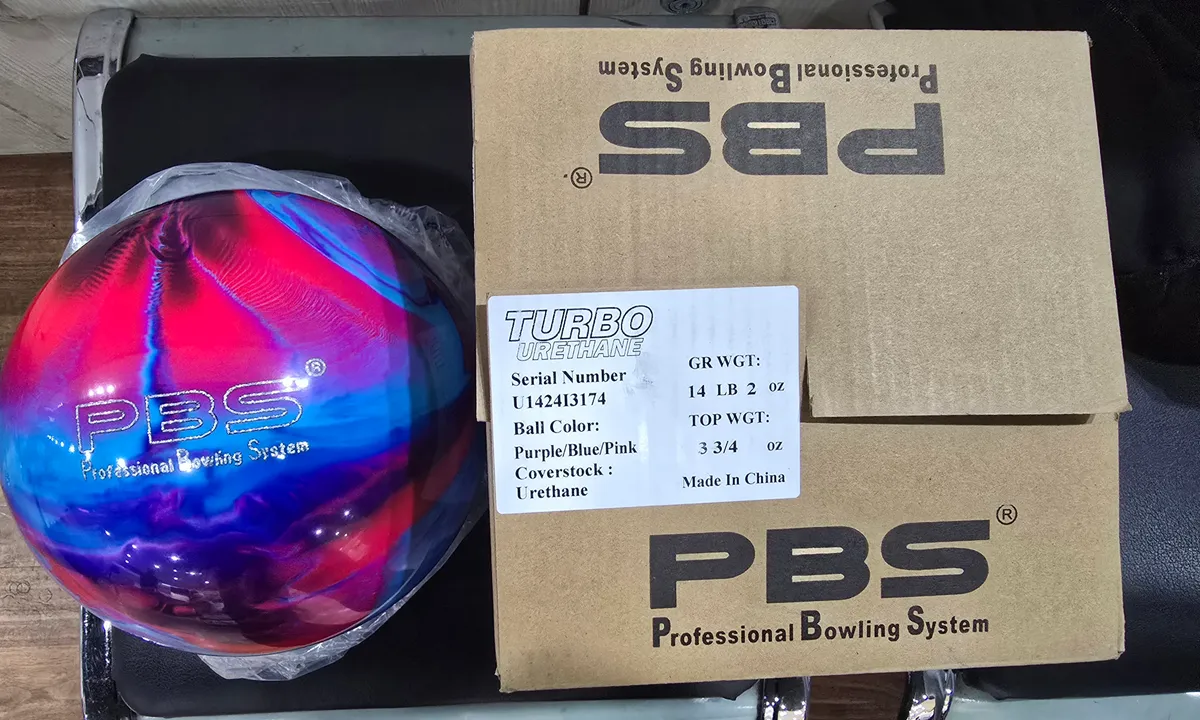 Professional Bowling System
PBS®
TURBO
URETHANE
Serial Number
U1424I3174
Ball Color:
Purple/Blue/Pink
Coverstock :
Urethane
GR WGT:
14 LB 2 oz
TOP WGT:
3 3/4 oz
Made In China
PBS®
Professional Bowling System
PBS®
Professional Bowling System